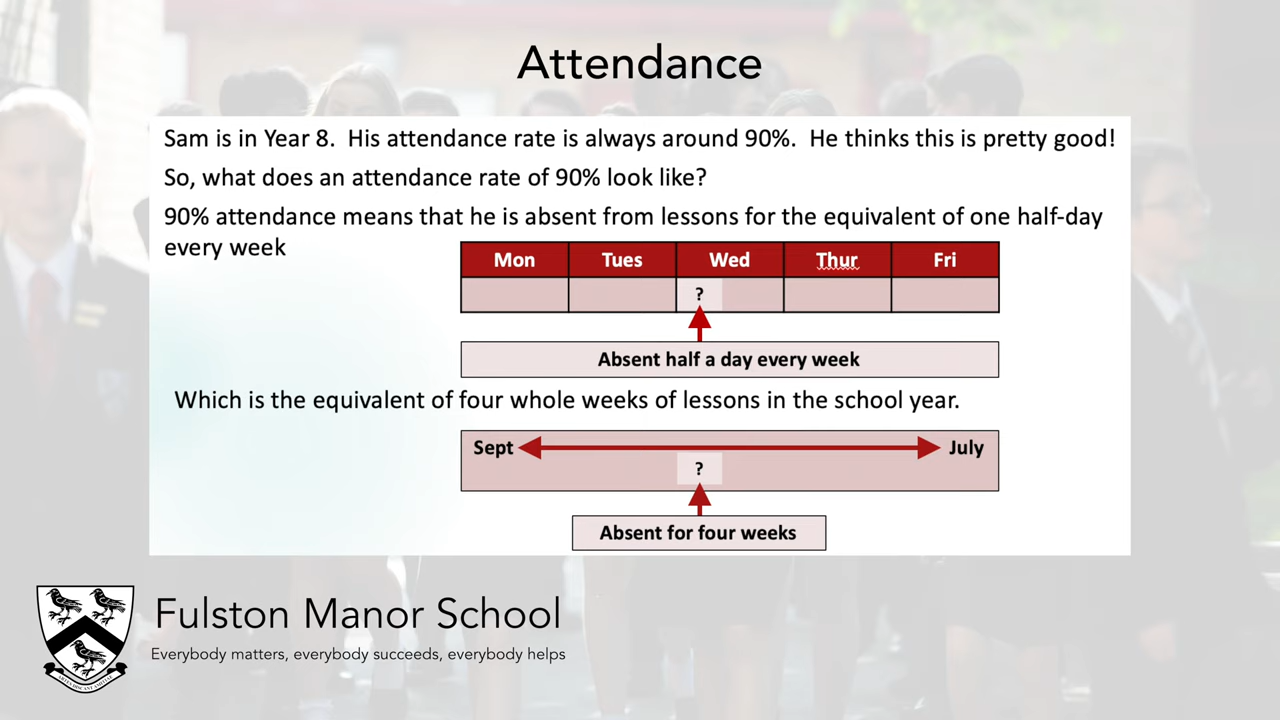 Attendance
Sam is in Year 8. His attendance rate is always around 90%. He thinks this is pretty good!
So, what does an attendance rate of 90% look like?
90% attendance means that he is absent from lessons for the equivalent of one half-day
every week
Mon Tues Wed Thur Fri
?
Absent half a day every week
Which is the equivalent of four whole weeks of lessons in the school year.
Sept July
?
Absent for four weeks
Fulston Manor School
Everybody matters, everybody succeeds, everybody helps